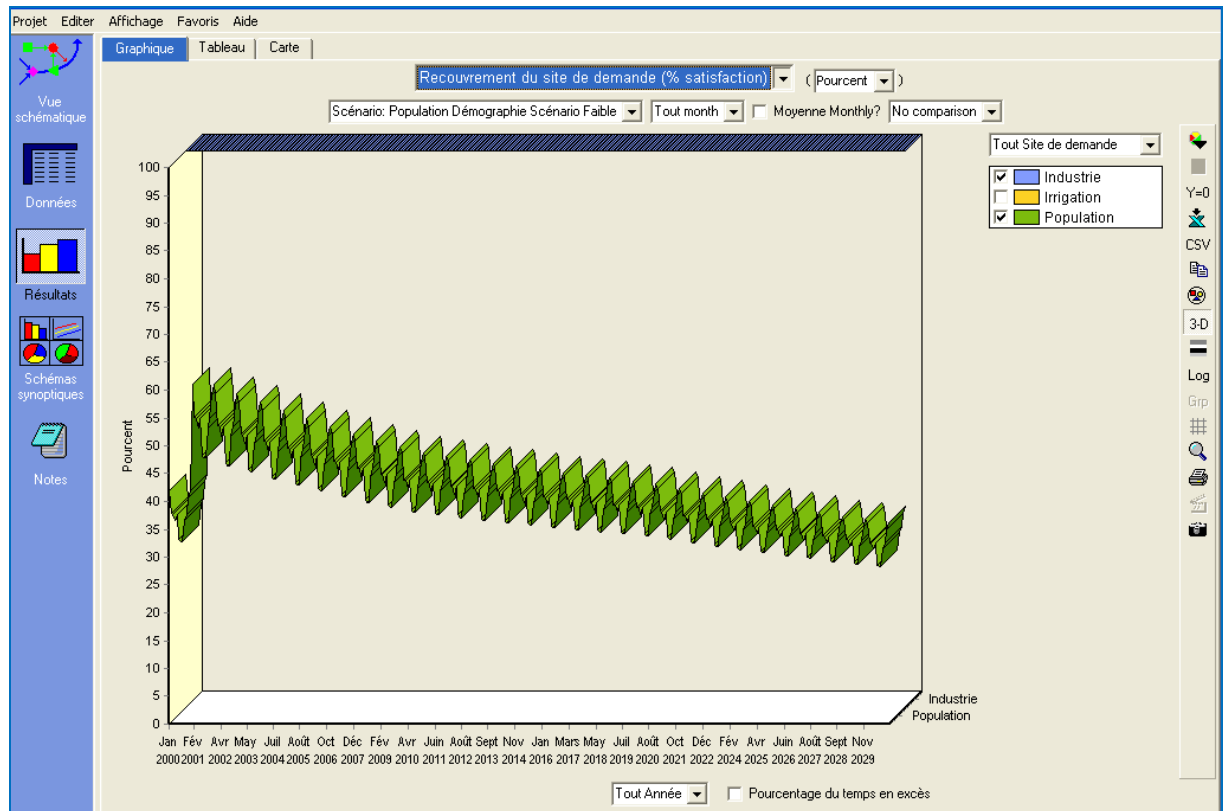 Projet Editer Affichage Favoris Aide
Graphique Tableau Carte
Recouvrement du site de demande (% satisfaction) ( Pourcent )
Scénario: Population Démographie Scénario Faible Tout month Moyenne Monthly? No comparison
Vue
schématique
Données
Résultats
Schémas
synoptiques
Notes
Tout Site de demande
Industrie
Irrigation
Population
Y=0
CSV
3-D
Log
Grp
Pourcent
100
95
90
85
80
75
70
65
60
55
50
45
40
35
30
25
20
15
10
5
0
Industrie
Population
Jan Fév Avr May Juil Août Oct Déc Fév Avr Juin Août Sept Nov Jan Mars May Juil Août Oct Déc Fév Avr Juin Août Sept Nov
2000 2001 2002 2003 2004 2005 2006 2007 2009 2010 2011 2012 2013 2014 2016 2017 2018 2019 2020 2021 2022 2024 2025 2026 2027 2028 2029
Tout Année Pourcentage du temps en excès